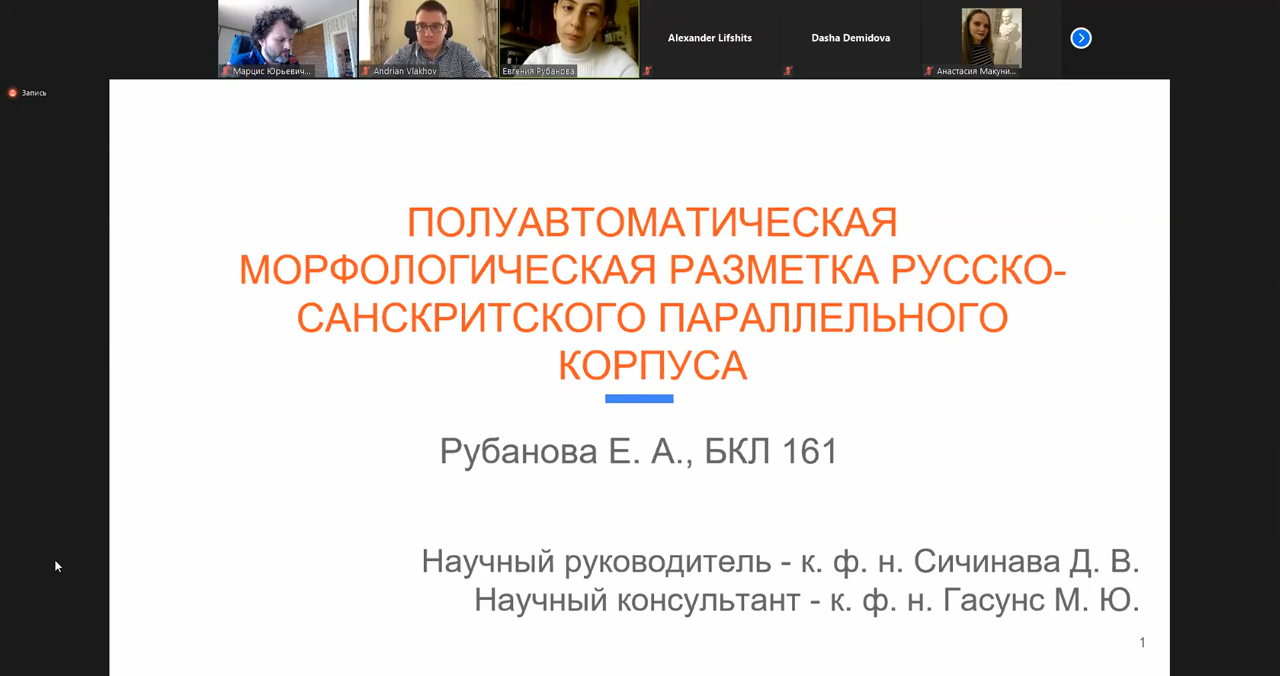 Марцис Юрьевич...
Andrian Vlakhov
Евгения Рубанова
Alexander Lifshits
Dasha Demidova
Анастасия Макуни...
Запись
ПОЛУАВТОМАТИЧЕСКАЯ
МОРФОЛОГИЧЕСКАЯ РАЗМЕТКА РУССКО-
САНСКРИТСКОГО ПАРАЛЛЕЛЬНОГО
КОРПУСА
Рубанова Е. А., БКЛ 161
Научный руководитель - к. ф. н. Сичинава Д. В.
Научный консультант - к. ф. н. Гасунс М. Ю.
1